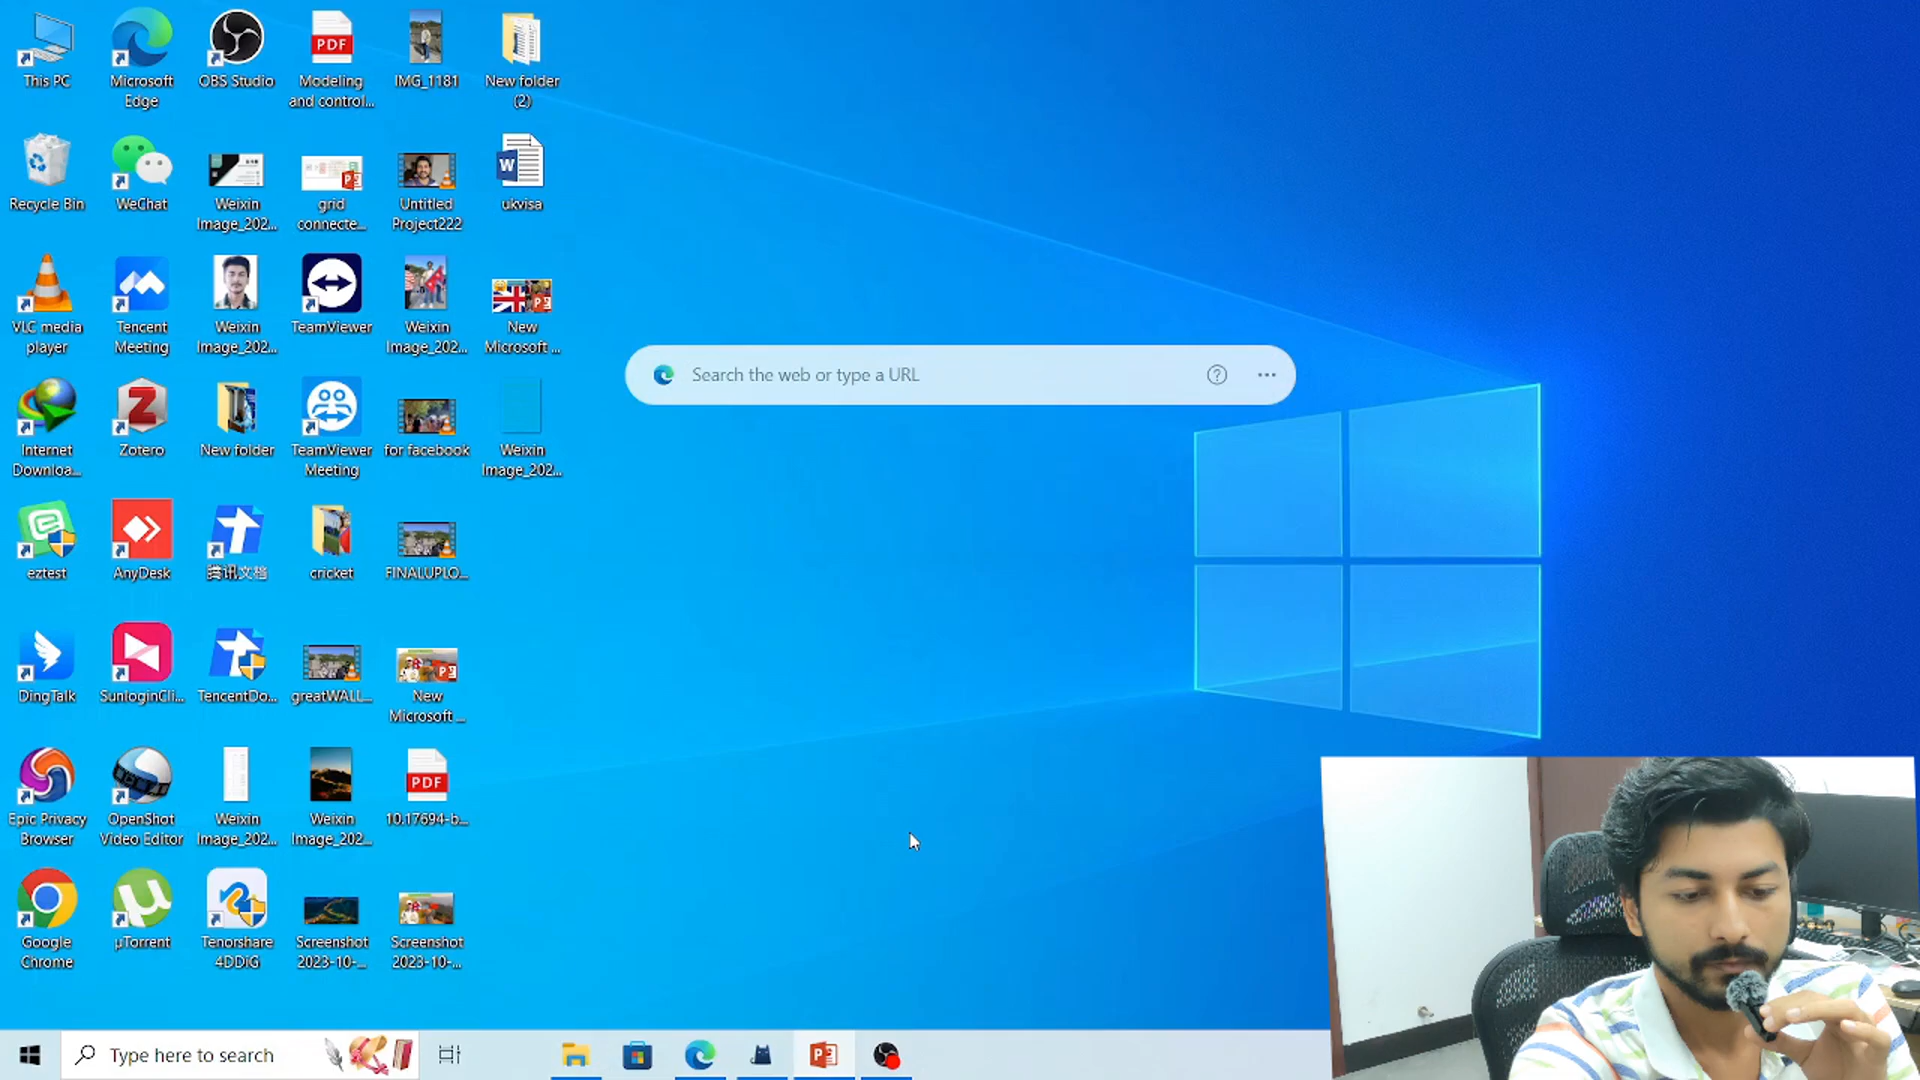 This PC
Microsoft
Edge
OBS Studio
PDF
Modeling
and control...
IMG_1181
New folder
(2)
Recycle Bin
WeChat
Weixin
Image_202...
grid
connecte...
Untitled
Project222
W
ukvisa
VLC media
player
Tencent
Meeting
Weixin
Image_202...
TeamViewer
Weixin
Image_202...
New
Microsoft ...
Search the web or type a URL
Internet
Downloa...
Z
Zotero
New folder
TeamViewer
Meeting
for facebook
Weixin
Image_202...
eztest
AnyDesk
腾讯文档
cricket
FINALUPLO...
DingTalk
SunloginCli...
TencentDo...
greatWALL...
New
Microsoft ...
Epic Privacy
Browser
OpenShot
Video Editor
Weixin
Image_202...
Weixin
Image_202...
PDF
10.17694-b...
Google
Chrome
µTorrent
Tenorshare
4DDiG
Screenshot
2023-10-...
Screenshot
2023-10-...
Type here to search